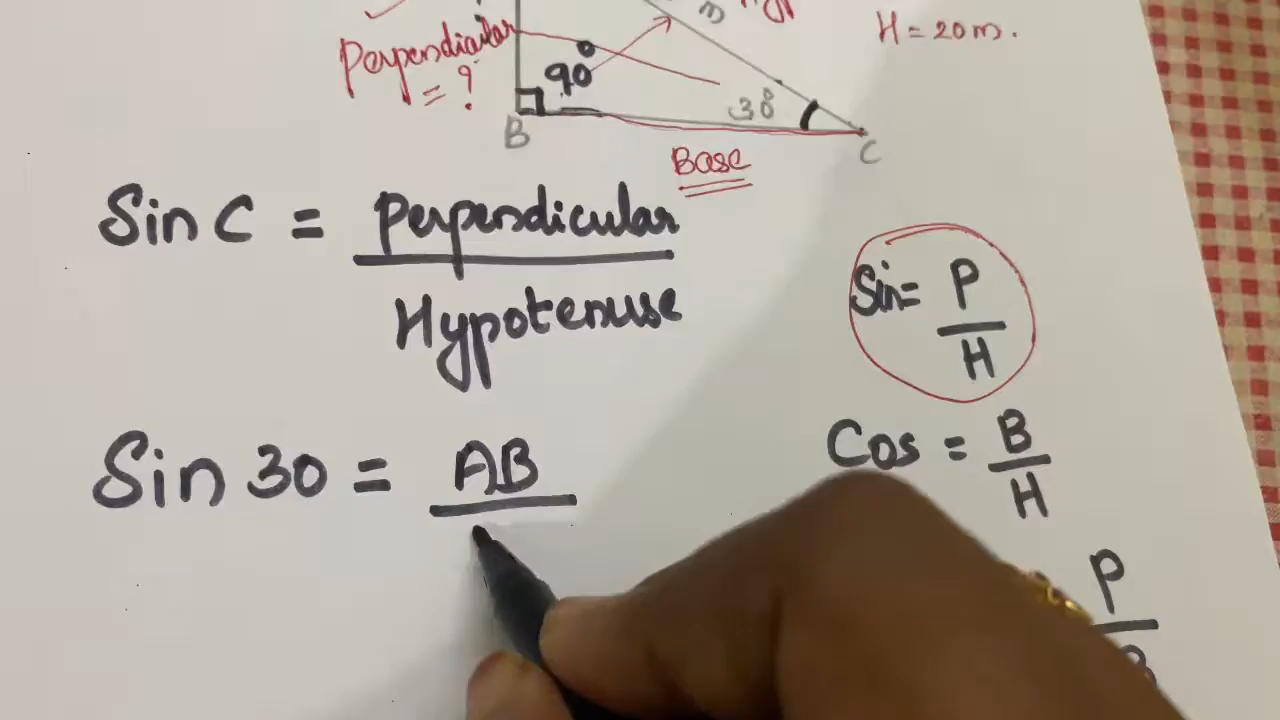 H = 20m.
Perpendicular
= ?
90°
30°
B
C
Base
Sin C = Perpendicular
Hypotenuse
Sin = P
H
Cos = B
H
Sin 30 = AB
P